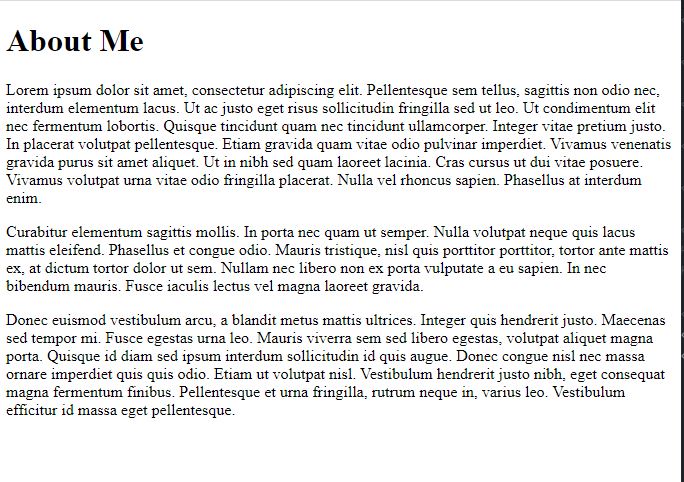 About Me
Lorem ipsum dolor sit amet, consectetur adipiscing elit. Pellentesque sem tellus, sagittis non odio nec,
interdum elementum lacus. Ut ac justo eget risus sollicitudin fringilla sed ut leo. Ut condimentum elit
nec fermentum lobortis. Quisque tincidunt quam nec tincidunt ullamcorper. Integer vitae pretium justo.
In placerat volutpat pellentesque. Etiam gravida quam vitae odio pulvinar imperdiet. Vivamus venenatis
gravida purus sit amet aliquet. Ut in nibh sed quam laoreet lacinia. Cras cursus ut dui vitae posuere.
Vivamus volutpat urna vitae odio fringilla placerat. Nulla vel rhoncus sapien. Phasellus at interdum
enim.
Curabitur elementum sagittis mollis. In porta nec quam ut semper. Nulla volutpat neque quis lacus
mattis eleifend. Phasellus et congue odio. Mauris tristique, nisl quis porttitor porttitor, tortor ante mattis
ex, at dictum tortor dolor ut sem. Nullam nec libero non ex porta vulputate a eu sapien. In nec
bibendum mauris. Fusce iaculis lectus vel magna laoreet gravida.
Donec euismod vestibulum arcu, a blandit metus mattis ultrices. Integer quis hendrerit justo. Maecenas
sed tempor mi. Fusce egestas urna leo. Mauris viverra sem sed libero egestas, volutpat aliquet magna
porta. Quisque id diam sed ipsum interdum sollicitudin id quis augue. Donec congue nisl nec massa
ornare imperdiet quis quis odio. Etiam ut volutpat nisl. Vestibulum hendrerit justo nibh, eget consequat
magna fermentum finibus. Pellentesque et urna fringilla, rutrum neque in, varius leo. Vestibulum
efficitur id massa eget pellentesque.